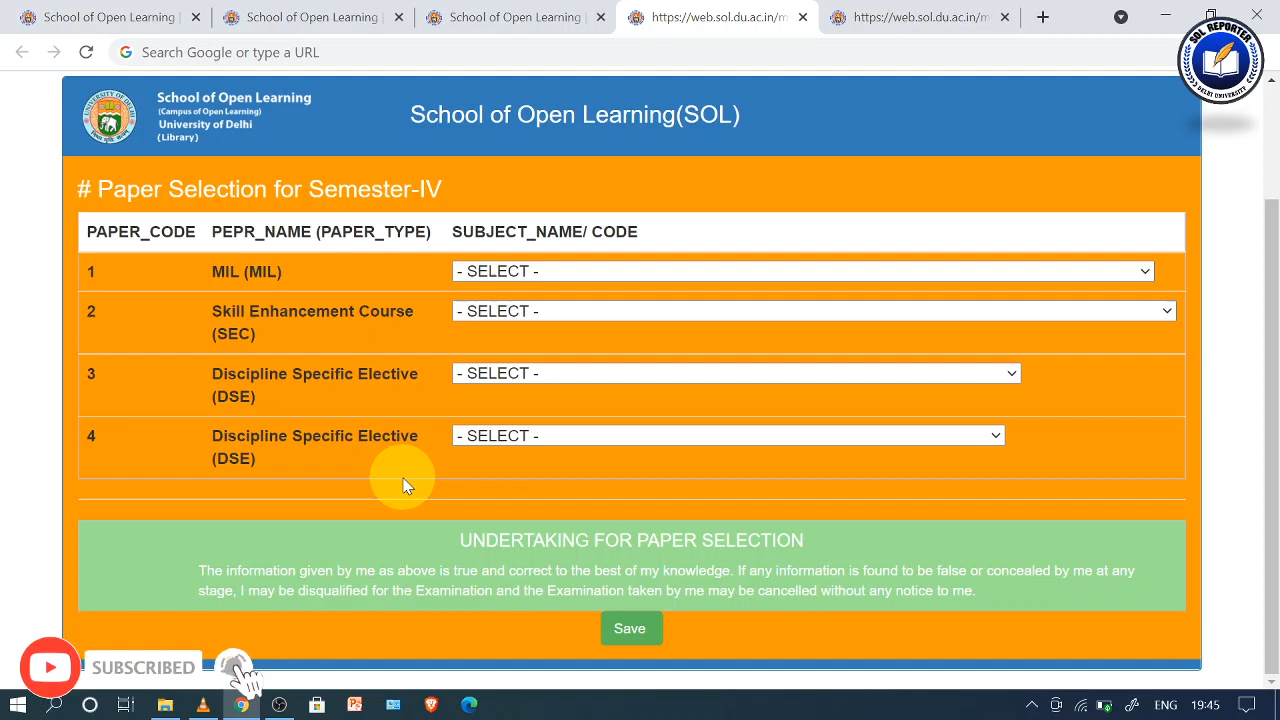 School of Open Learning
School of Open Learning
School of Open Learning
https://web.sol.du.ac.in/m
https://web.sol.du.ac.in/m
Search Google or type a URL
SOL REPORTER
DELHI UNIVERSITY
School of Open Learning
(Campus of Open Learning)
University of Delhi
(Library)
School of Open Learning(SOL)
# Paper Selection for Semester-IV
PAPER_CODE PEPR_NAME (PAPER_TYPE) SUBJECT_NAME/ CODE
1 MIL (MIL) - SELECT -
2 Skill Enhancement Course - SELECT -
(SEC)
3 Discipline Specific Elective - SELECT -
(DSE)
4 Discipline Specific Elective - SELECT -
(DSE)
UNDERTAKING FOR PAPER SELECTION
The information given by me as above is true and correct to the best of my knowledge. If any information is found to be false or concealed by me at any
stage, I may be disqualified for the Examination and the Examination taken by me may be cancelled without any notice to me.
Save
SUBSCRIBED
ENG 19:45